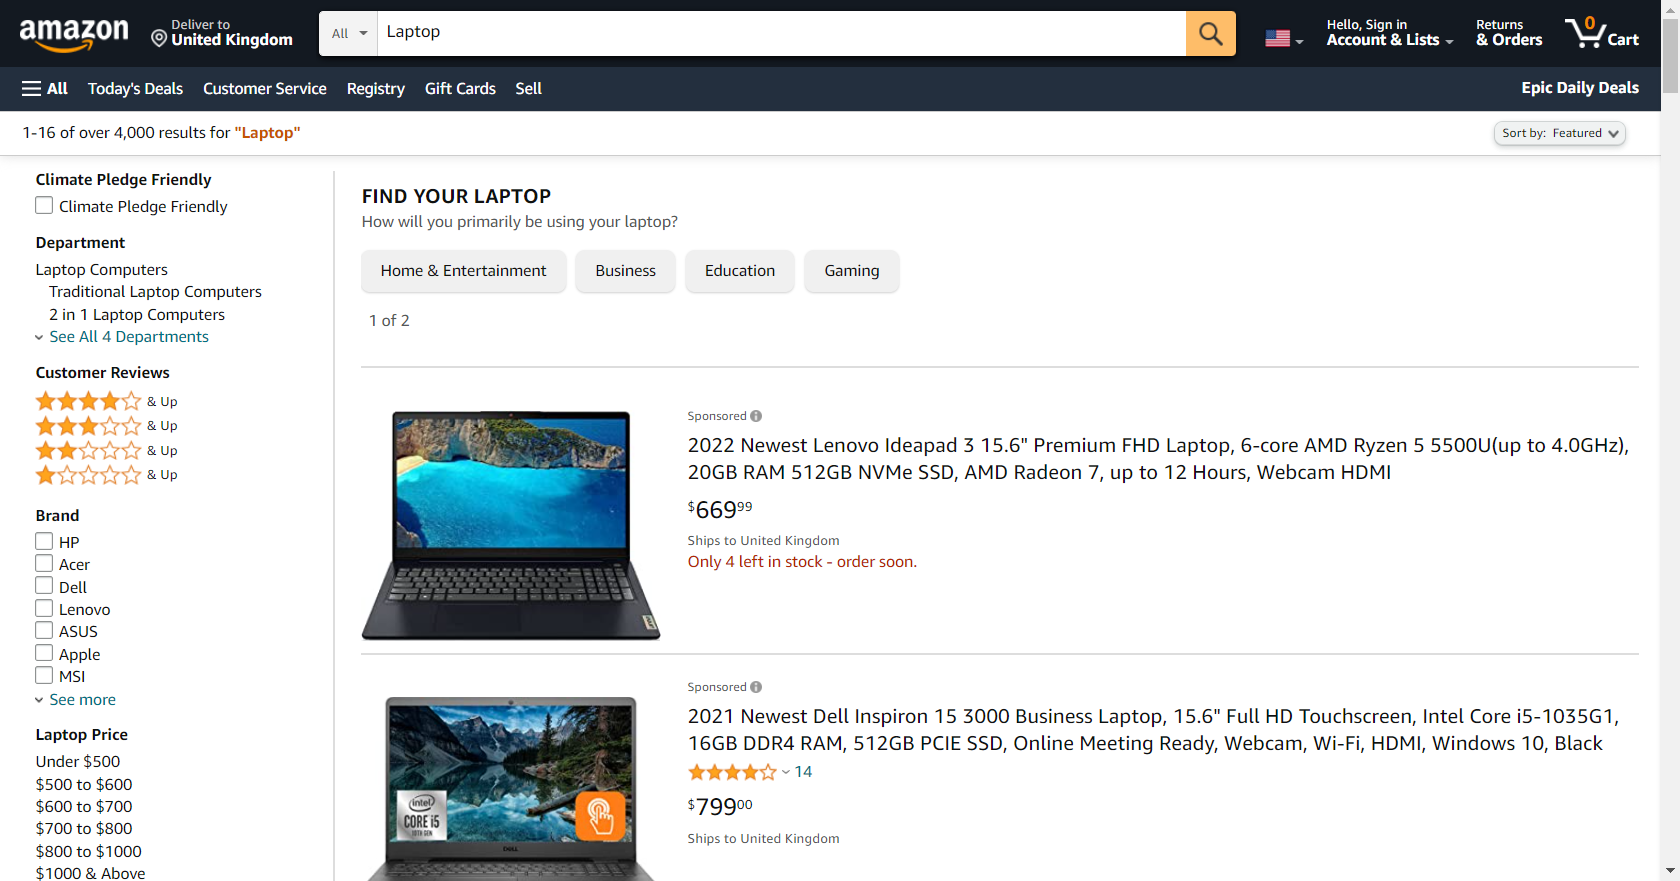 amazon
Deliver to
United Kingdom
All
Laptop
Hello, Sign in
Account & Lists
Returns
& Orders
0
Cart
All
Today's Deals
Customer Service
Registry
Gift Cards
Sell
Epic Daily Deals
1-16 of over 4,000 results for "Laptop"
Sort by: Featured
Climate Pledge Friendly
Climate Pledge Friendly
Department
Laptop Computers
Traditional Laptop Computers
2 in 1 Laptop Computers
See All 4 Departments
Customer Reviews
& Up
& Up
& Up
& Up
Brand
HP
Acer
Dell
Lenovo
ASUS
Apple
MSI
See more
Laptop Price
Under $500
$500 to $600
$600 to $700
$700 to $800
$800 to $1000
$1000 & Above
FIND YOUR LAPTOP
How will you primarily be using your laptop?
Home & Entertainment
Business
Education
Gaming
1 of 2
Sponsored
2022 Newest Lenovo Ideapad 3 15.6" Premium FHD Laptop, 6-core AMD Ryzen 5 5500U(up to 4.0GHz),
20GB RAM 512GB NVMe SSD, AMD Radeon 7, up to 12 Hours, Webcam HDMI
$66999
Ships to United Kingdom
Only 4 left in stock - order soon.
Sponsored
2021 Newest Dell Inspiron 15 3000 Business Laptop, 15.6" Full HD Touchscreen, Intel Core i5-1035G1,
16GB DDR4 RAM, 512GB PCIE SSD, Online Meeting Ready, Webcam, Wi-Fi, HDMI, Windows 10, Black
14
$79900
Ships to United Kingdom
intel
CORE i5
10TH GEN
DELL